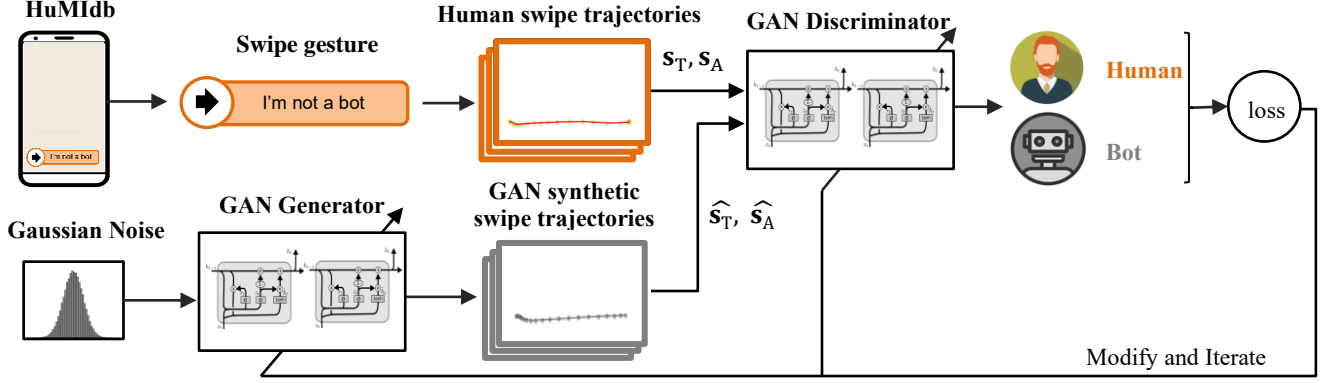 HuMIdb
I'm not a bot
Swipe gesture
I'm not a bot
Human swipe trajectories
s_T, s_A
GAN Discriminator
Human
Bot
loss
Gaussian Noise
GAN Generator
GAN synthetic
swipe trajectories
ŝ_T, ŝ_A
Modify and Iterate